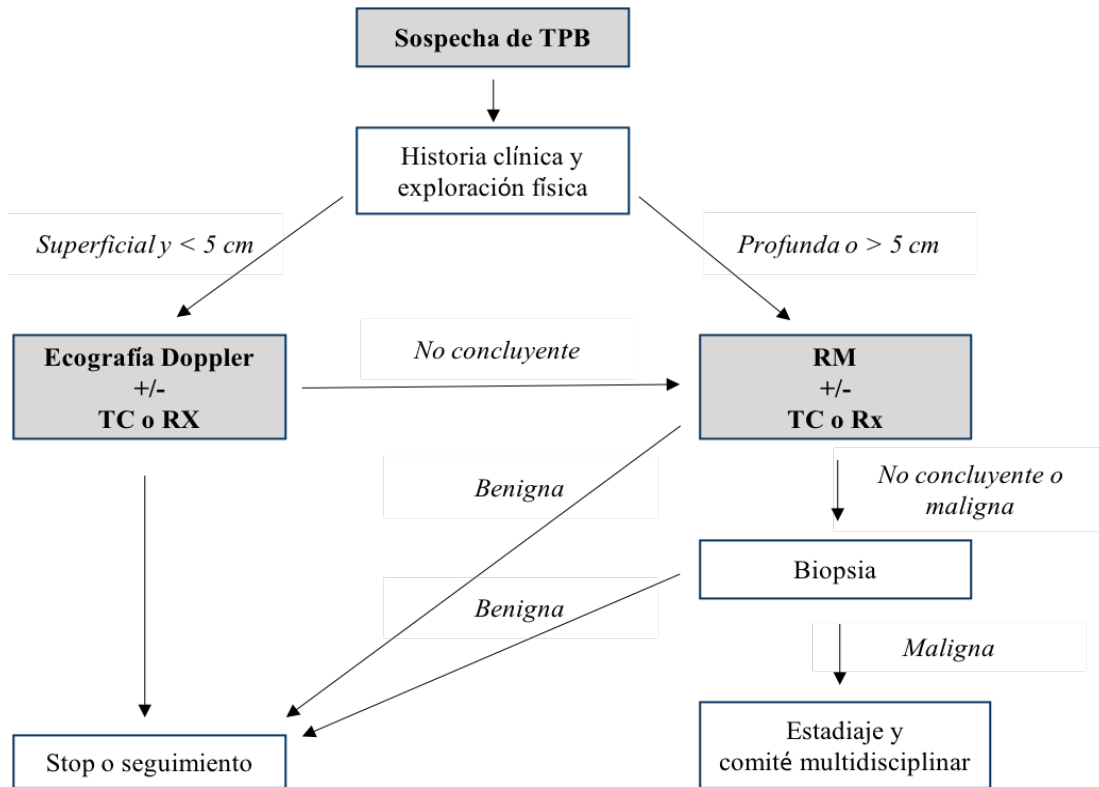 Sospecha de TPB
Historia clínica y
exploración física
Superficial y < 5 cm
Profunda o > 5 cm
Ecografía Doppler
+/-
TC o RX
No concluyente
RM
+/-
TC o Rx
Benigna
No concluyente o
maligna
Biopsia
Benigna
Maligna
Stop o seguimiento
Estadiaje y
comité multidisciplinar